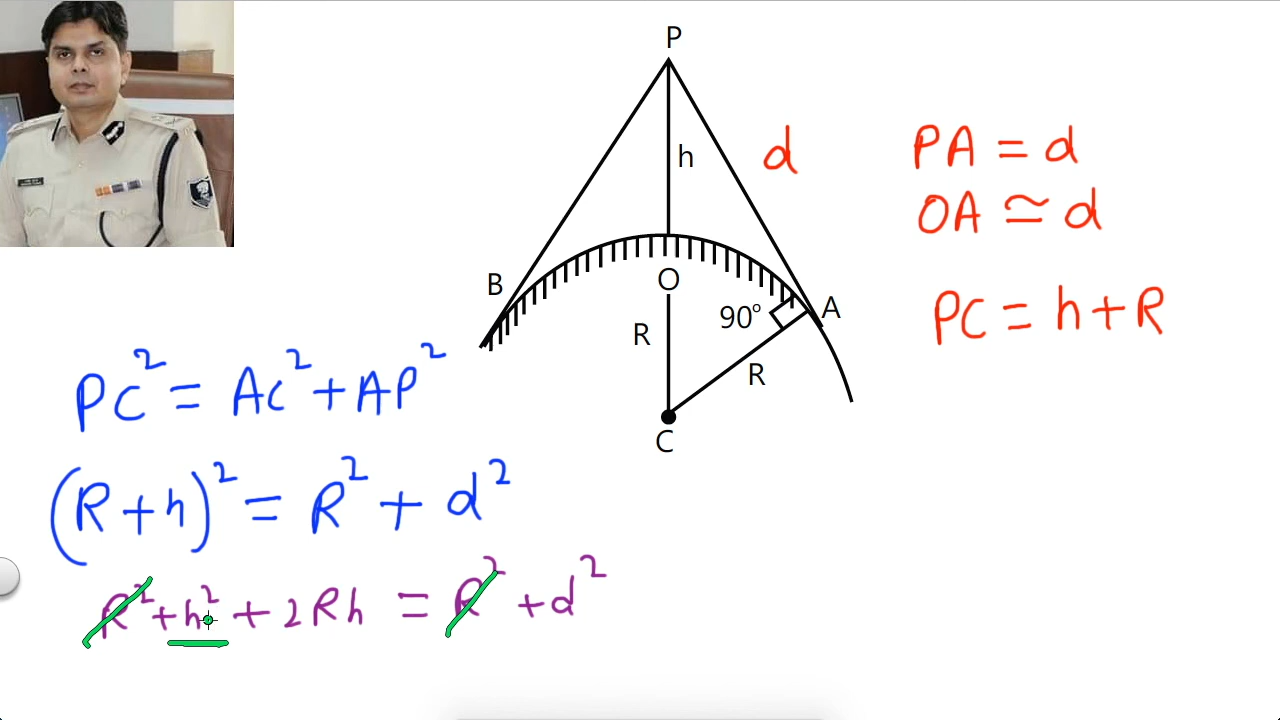 P
h
d
PA = d
OA ≃ d
B
O
90°
A
R
R
C
PC = h + R
PC² = AC² + AP²
(R + h)² = R² + d²
R² + h² + 2Rh = R² + d²